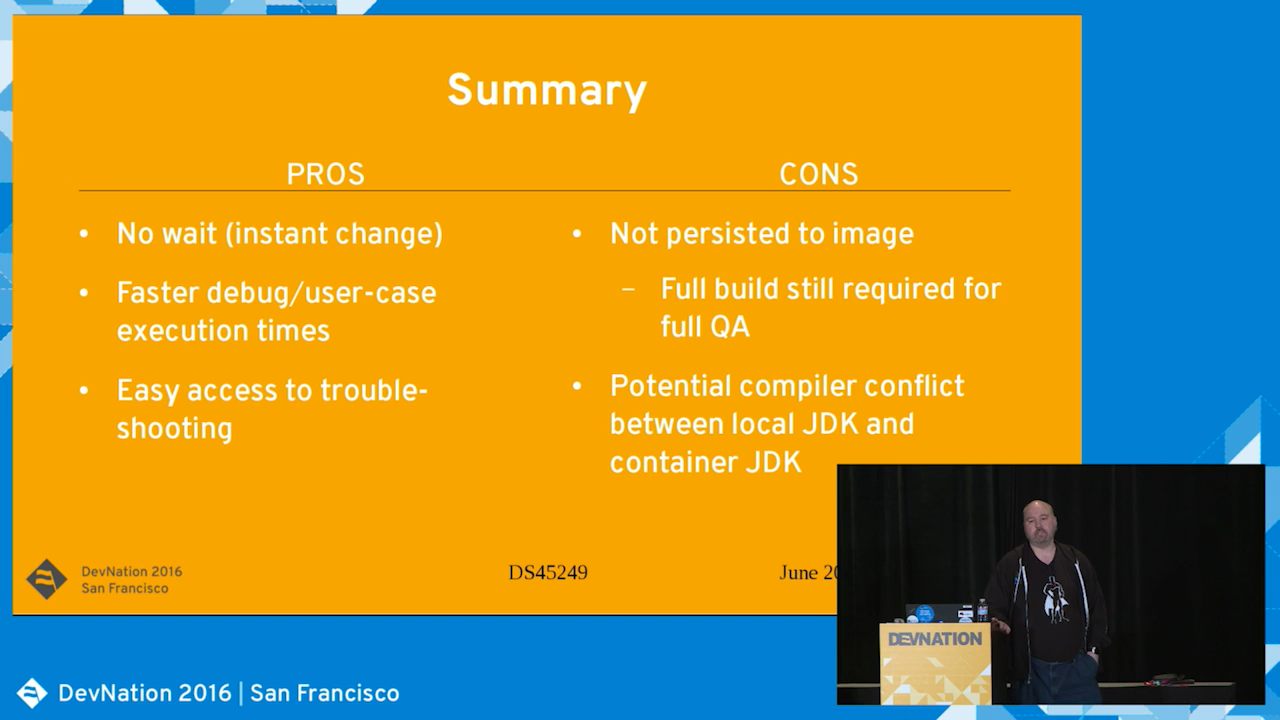 Summary
PROS
• No wait (instant change)
• Faster debug/user-case
execution times
• Easy access to trouble-
shooting
CONS
• Not persisted to image
– Full build still required for
full QA
• Potential compiler conflict
between local JDK and
container JDK
DevNation 2016
San Francisco
DS45249
June 20
DEVNATION
DevNation 2016 | San Francisco